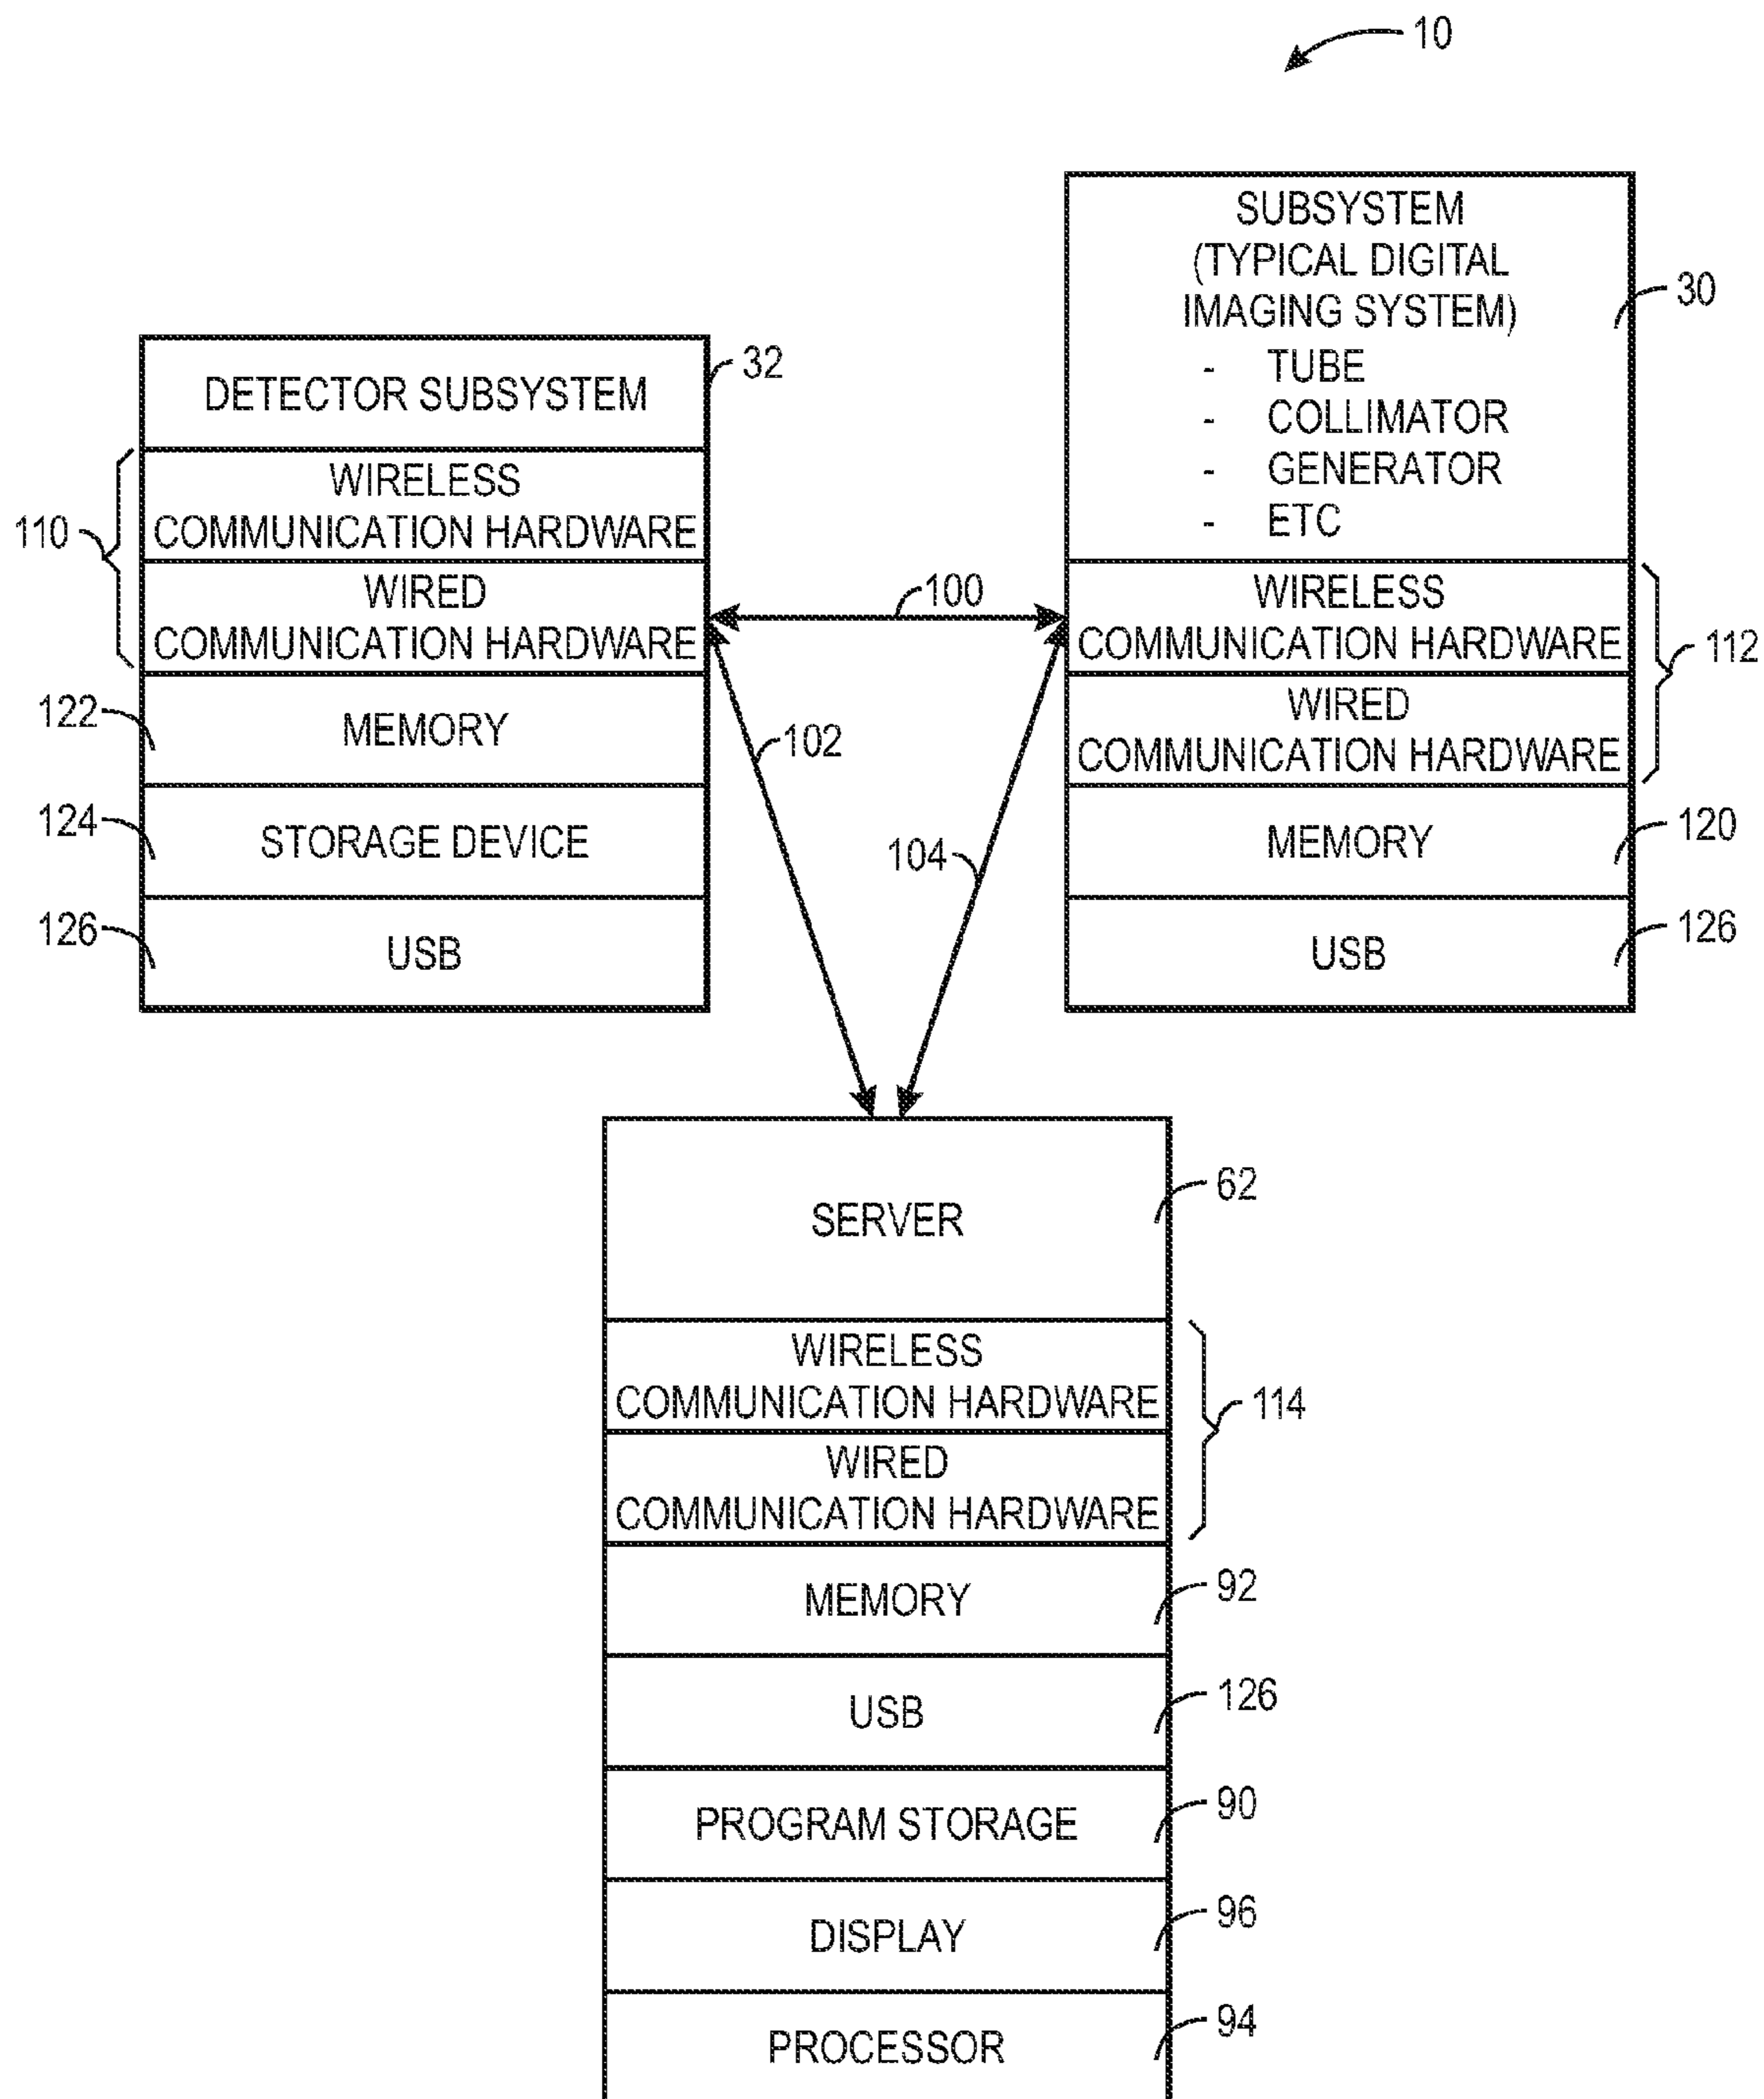 10
DETECTOR SUBSYSTEM
32
WIRELESS
COMMUNICATION HARDWARE
WIRED
COMMUNICATION HARDWARE
110
MEMORY
122
STORAGE DEVICE
124
USB
126
SUBSYSTEM
(TYPICAL DIGITAL
IMAGING SYSTEM)
- TUBE
- COLLIMATOR
- GENERATOR
- ETC
30
WIRELESS
COMMUNICATION HARDWARE
WIRED
COMMUNICATION HARDWARE
112
MEMORY
120
USB
126
100
102
104
SERVER
62
WIRELESS
COMMUNICATION HARDWARE
WIRED
COMMUNICATION HARDWARE
114
MEMORY
92
USB
126
PROGRAM STORAGE
90
DISPLAY
96
PROCESSOR
94